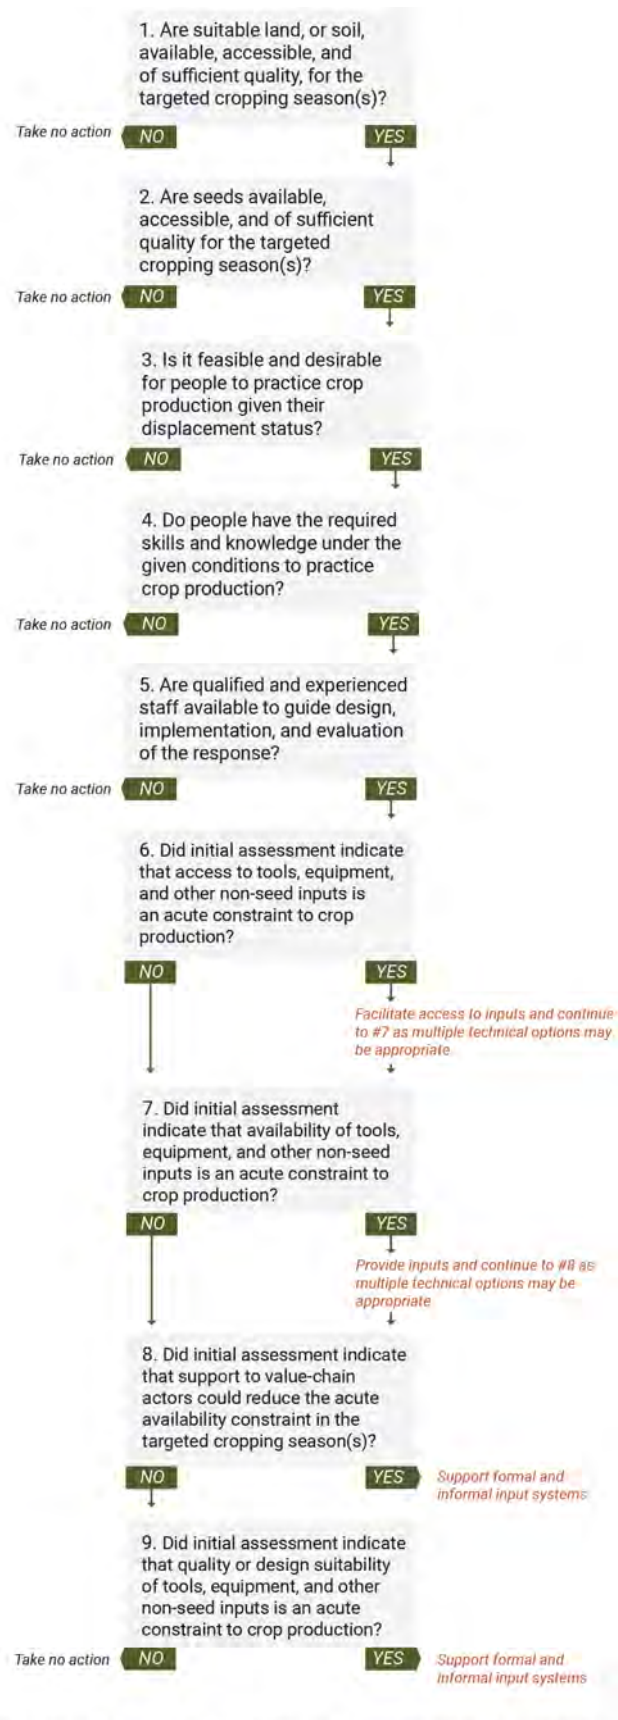 1. Are suitable land, or soil,
available, accessible, and
of sufficient quality, for the
targeted cropping season(s)?
Take no action NO YES
2. Are seeds available,
accessible, and of sufficient
quality for the targeted
cropping season(s)?
Take no action NO YES
3. Is it feasible and desirable
for people to practice crop
production given their
displacement status?
Take no action NO YES
4. Do people have the required
skills and knowledge under the
given conditions to practice
crop production?
Take no action NO YES
5. Are qualified and experienced
staff available to guide design,
implementation, and evaluation
of the response?
Take no action NO YES
6. Did initial assessment indicate
that access to tools, equipment,
and other non-seed inputs is
an acute constraint to crop
production?
NO YES
Facilitate access to inputs and continue
to #7 as multiple technical options may
be appropriate
7. Did initial assessment
indicate that availability of tools,
equipment, and other non-seed
inputs is an acute constraint to
crop production?
NO YES
Provide inputs and continue to #8 as
multiple technical options may be
appropriate
8. Did initial assessment indicate
that support to value-chain
actors could reduce the acute
availability constraint in the
targeted cropping season(s)?
NO YES Support formal and
informal input systems
9. Did initial assessment indicate
that quality or design suitability
of tools, equipment, and other
non-seed inputs is an acute
constraint to crop production?
Take no action NO YES Support formal and
informal input systems